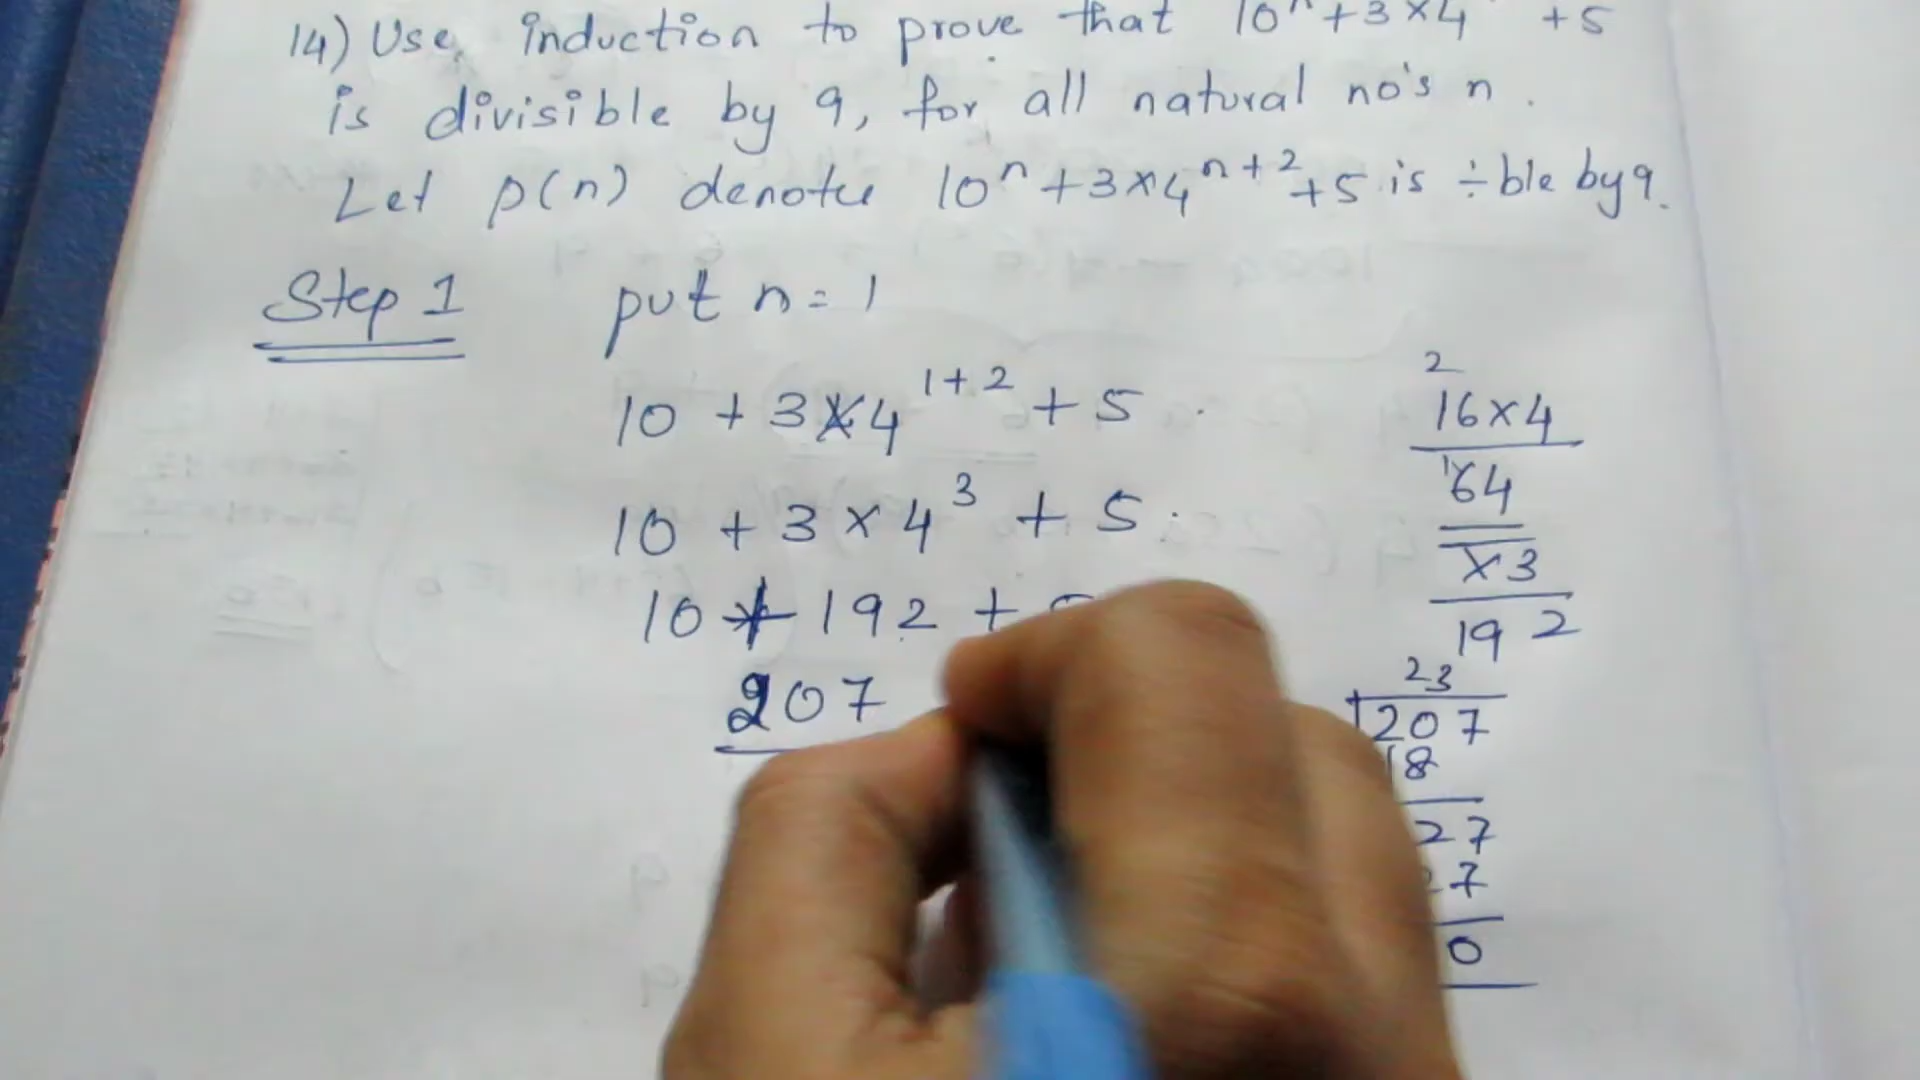 14) Use induction to prove that 10ⁿ + 3 × 4 + 5
is divisible by 9, for all natural no's n.
Let p(n) denote 10ⁿ + 3 × 4ⁿ⁺² + 5 is ÷ble by 9.
Step 1 put n = 1
10 + 3 × 4¹⁺² + 5
10 + 3 × 4³ + 5.
10 + 192 +
207
2
16 × 4
¹64
× 3
192
23
207
18
27
7
0